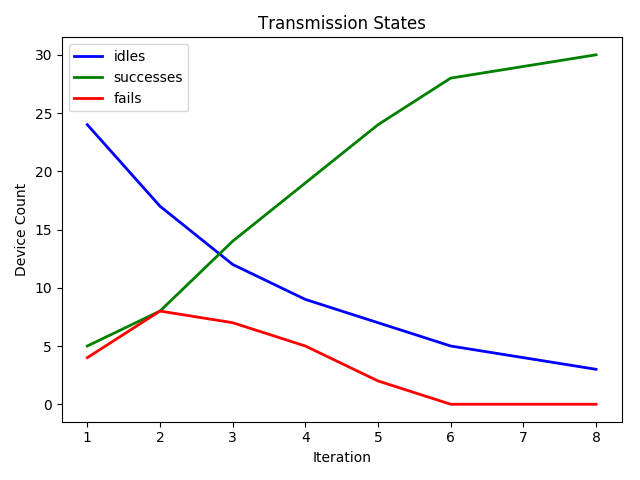 Transmission States
idles
successes
fails
30
25
20
15
10
5
0
Device Count
1 2 3 4 5 6 7 8
Iteration